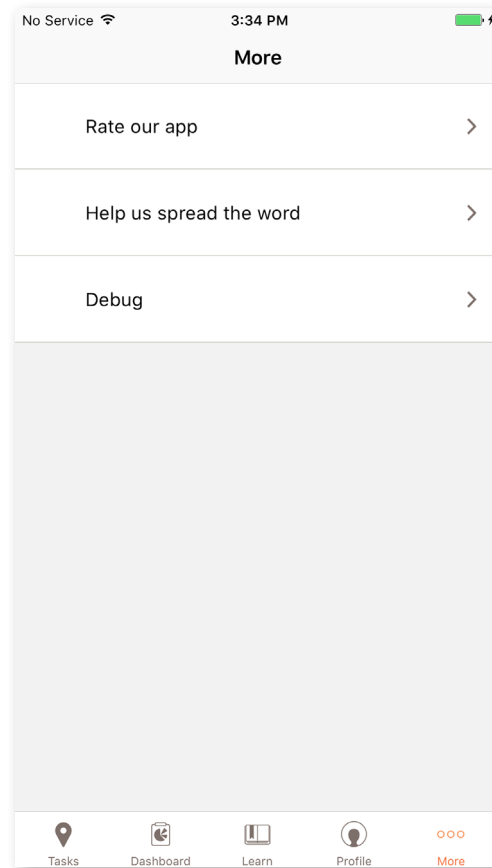 No Service 3:34 PM
More
Rate our app
Help us spread the word
Debug
Tasks Dashboard Learn Profile More